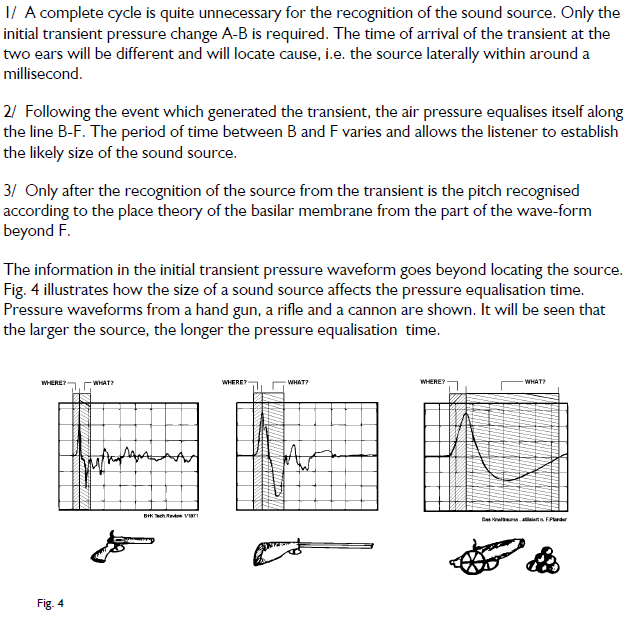 1/ A complete cycle is quite unnecessary for the recognition of the sound source. Only the
initial transient pressure change A-B is required. The time of arrival of the transient at the
two ears will be different and will locate cause, i.e. the source laterally within around a
millisecond.
2/ Following the event which generated the transient, the air pressure equalises itself along
the line B-F. The period of time between B and F varies and allows the listener to establish
the likely size of the sound source.
3/ Only after the recognition of the source from the transient is the pitch recognised
according to the place theory of the basilar membrane from the part of the wave-form
beyond F.
The information in the initial transient pressure waveform goes beyond locating the source.
Fig. 4 illustrates how the size of a sound source affects the pressure equalisation time.
Pressure waveforms from a hand gun, a rifle and a cannon are shown. It will be seen that
the larger the source, the longer the pressure equalisation time.
WHERE? WHAT? WHERE? WHAT? WHERE? WHAT?
B+K Tech.Review 1/1971
Das Knalltrauma F.Pfander
Fig. 4